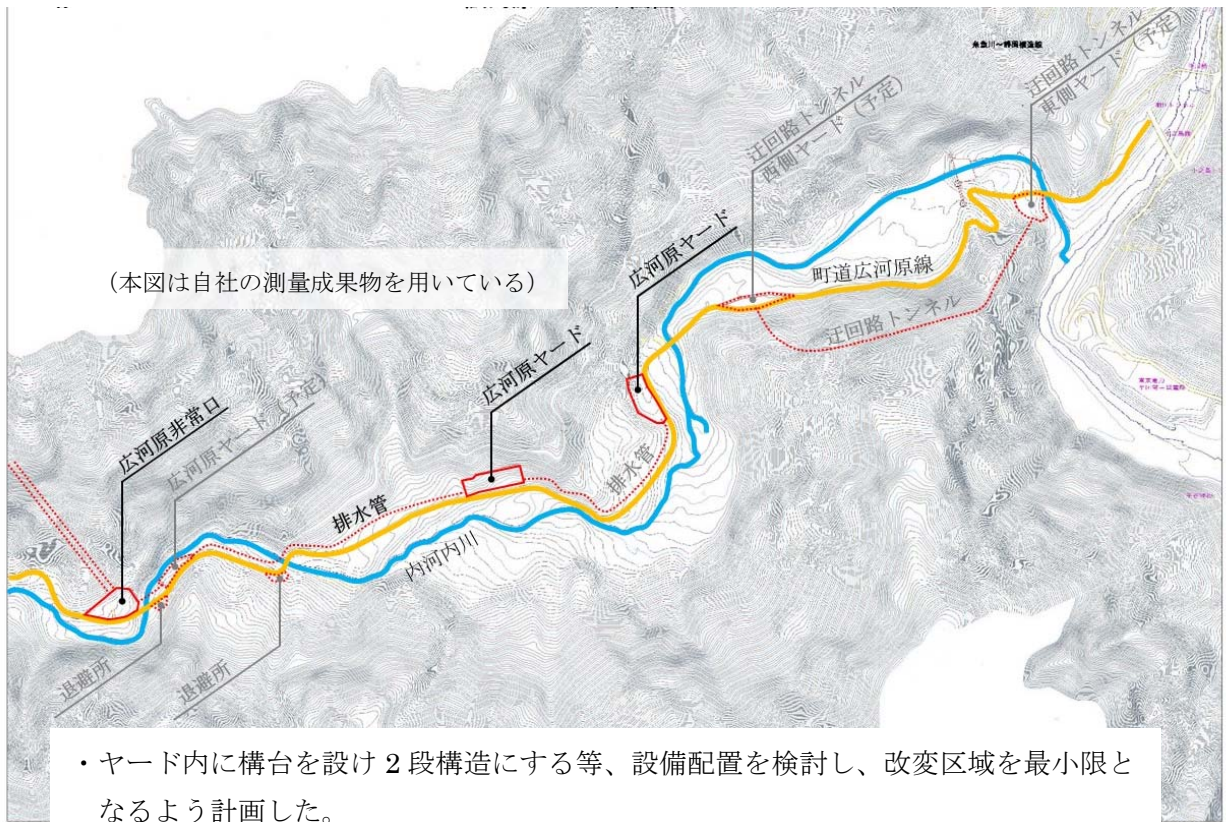 迂回路トンネル
東側ヤード（予定）
迂回路トンネル
西側ヤード（予定）
広河原ヤード
（本図は自社の測量成果物を用いている）
町道広河原線
迂回路トンネル
広河原ヤード
広河原非常口
広河原ヤード（予定）
排水管
排水管
内河内川
退避所
退避所
・ヤード内に構台を設け 2 段構造にする等、設備配置を検討し、改変区域を最小限と
なるよう計画した。